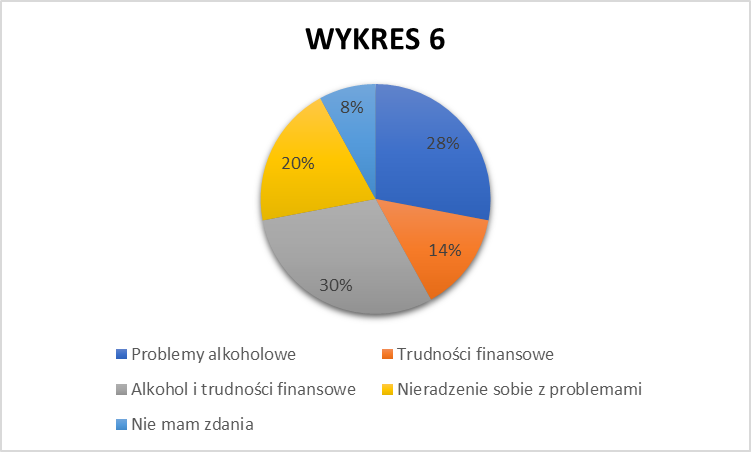 WYKRES 6
8%
28%
20%
14%
30%
Problemy alkoholowe
Trudności finansowe
Alkohol i trudności finansowe
Nieradzenie sobie z problemami
Nie mam zdania